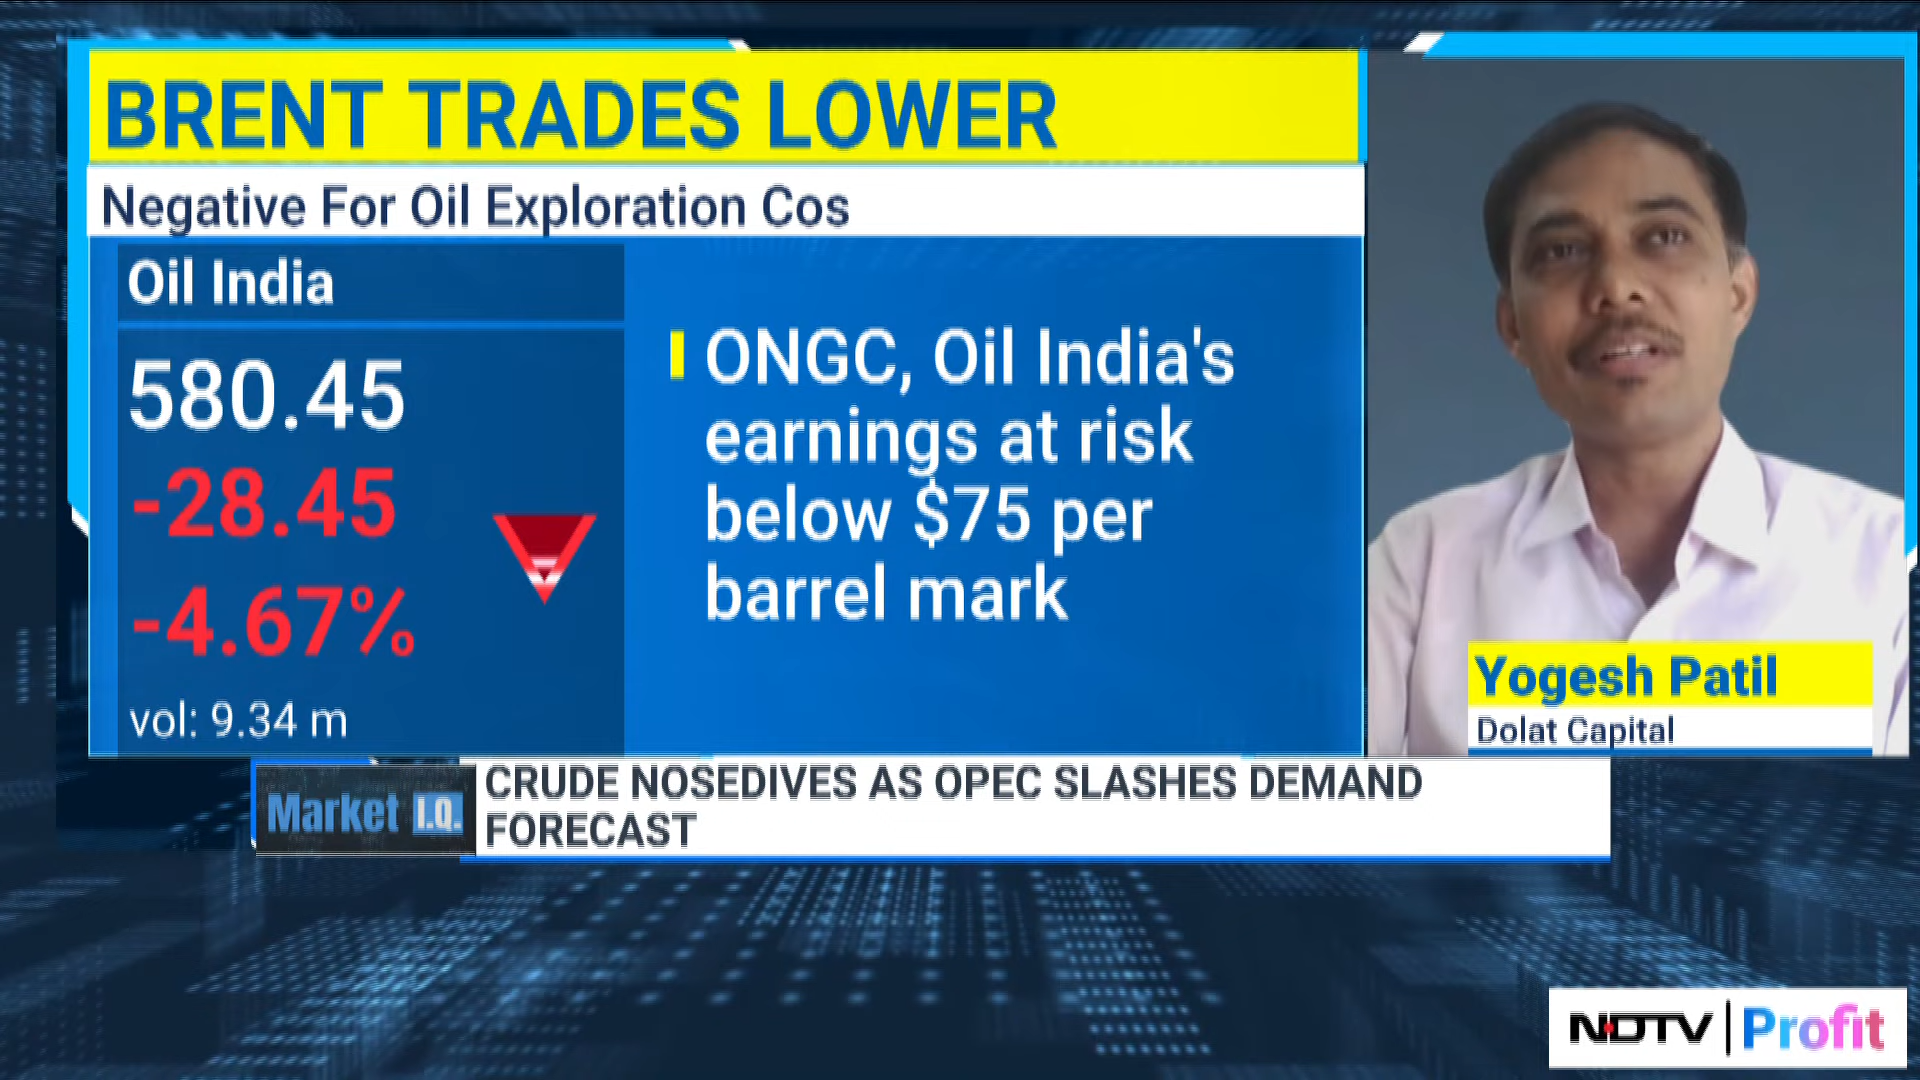 BRENT TRADES LOWER
Negative For Oil Exploration Cos
Oil India
580.45
-28.45
-4.67%
vol: 9.34 m
ONGC, Oil India's
earnings at risk
below $75 per
barrel mark
Yogesh Patil
Dolat Capital
Market I.Q.
CRUDE NOSEDIVES AS OPEC SLASHES DEMAND
FORECAST
NDTV | Profit